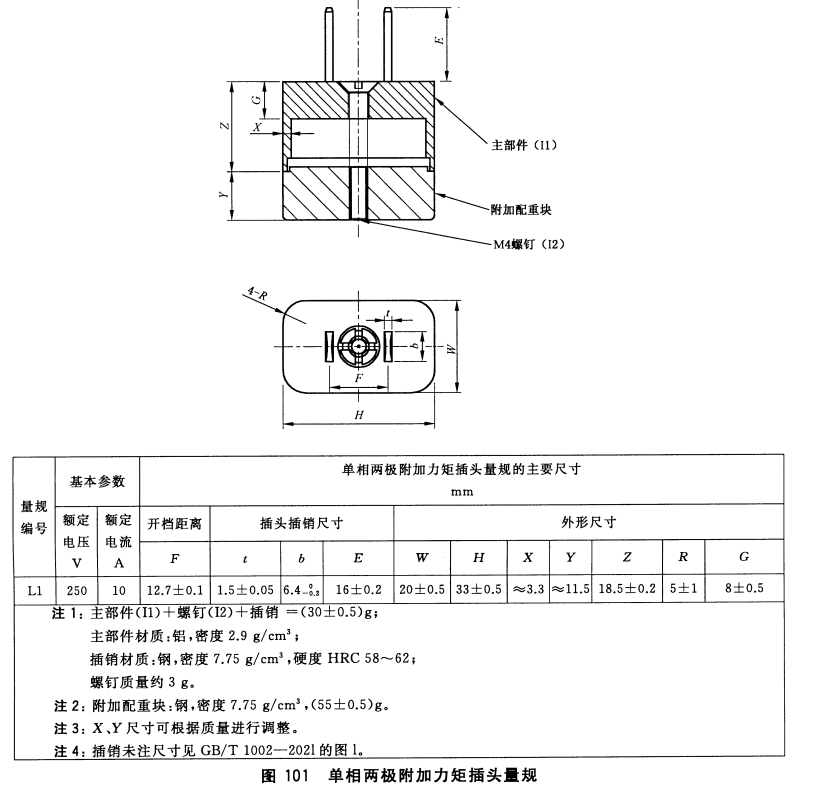 E
G
Z
X
主部件（I1）
Y
附加配重块
M4螺钉（I2）
4-R
t
b
W
F
H
量规
编号
基本参数
单相两极附加力矩插头量规的主要尺寸
mm
额定
电压
V
额定
电流
A
开档距离
插头插销尺寸
外形尺寸
F t b E W H X Y Z R G
L1 250 10 12.7±0.1 1.5±0.05 6.4 0 -0.2 16±0.2 20±0.5 33±0.5 ≈3.3 ≈11.5 18.5±0.2 5±1 8±0.5
注1：主部件(I1)＋螺钉(I2)＋插销＝(30±0.5)g；
主部件材质：铝，密度 2.9 g/cm³；
插销材质：钢，密度 7.75 g/cm³，硬度 HRC 58～62；
螺钉质量约 3 g。
注2：附加配重块：钢，密度 7.75 g/cm³，(55±0.5)g。
注3：X、Y 尺寸可根据质量进行调整。
注4：插销未注尺寸见 GB/T 1002—2021 的图 1。
图 101 单相两极附加力矩插头量规